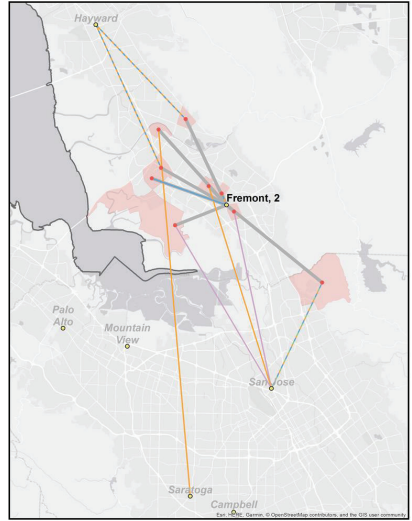 Hayward
Fremont, 2
Palo
Alto
Mountain
View
San Jose
Saratoga
Campbell
Esri, HERE, Garmin, © OpenStreetMap contributors, and the GIS user community